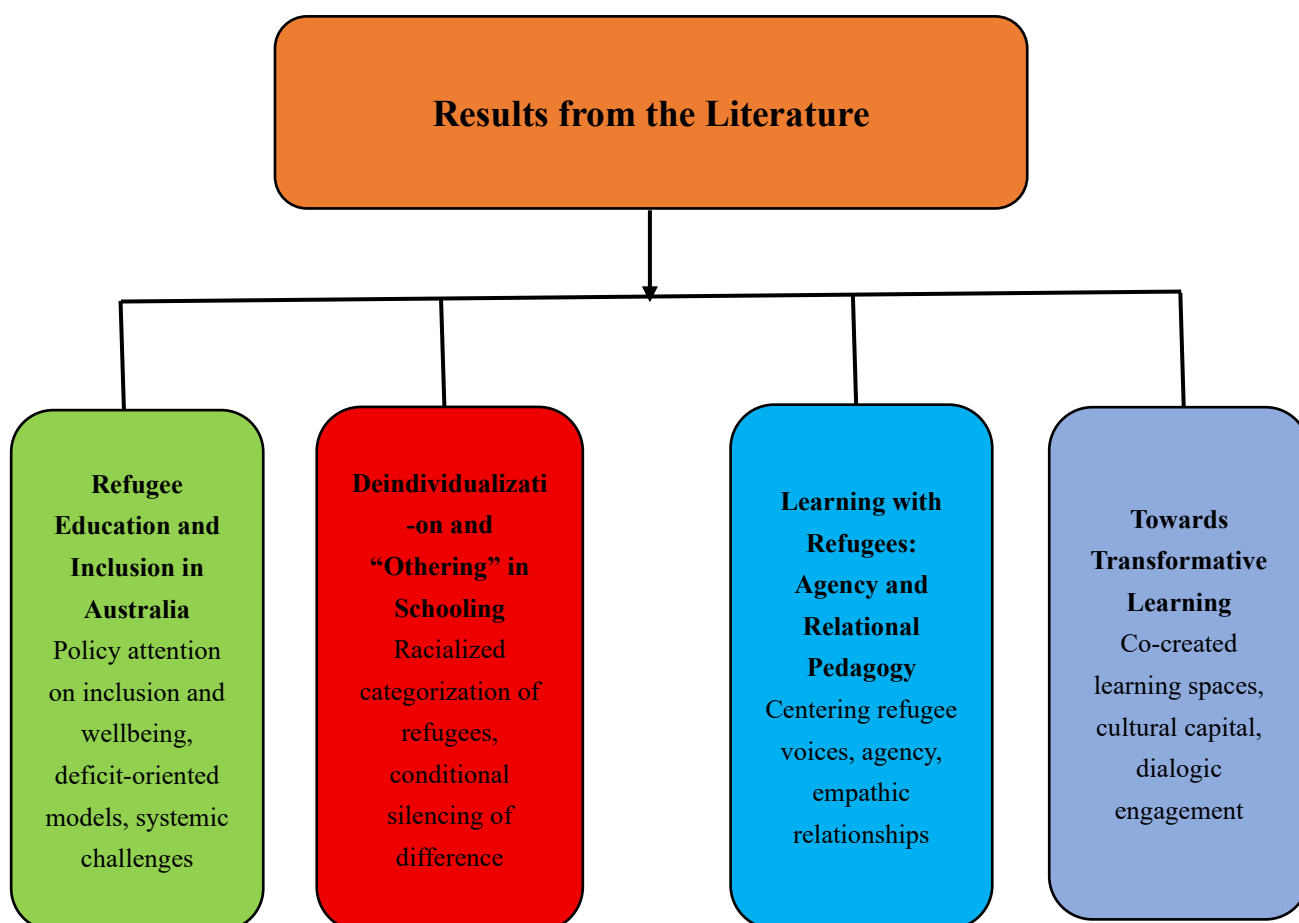 Results from the Literature
Refugee
Education and
Inclusion in
Australia
Policy attention
on inclusion and
wellbeing,
deficit-oriented
models, systemic
challenges
Deindividualizati
-on and
“Othering” in
Schooling
Racialized
categorization of
refugees,
conditional
silencing of
difference
Learning with
Refugees:
Agency and
Relational
Pedagogy
Centering refugee
voices, agency,
empathic
relationships
Towards
Transformative
Learning
Co-created
learning spaces,
cultural capital,
dialogic
engagement